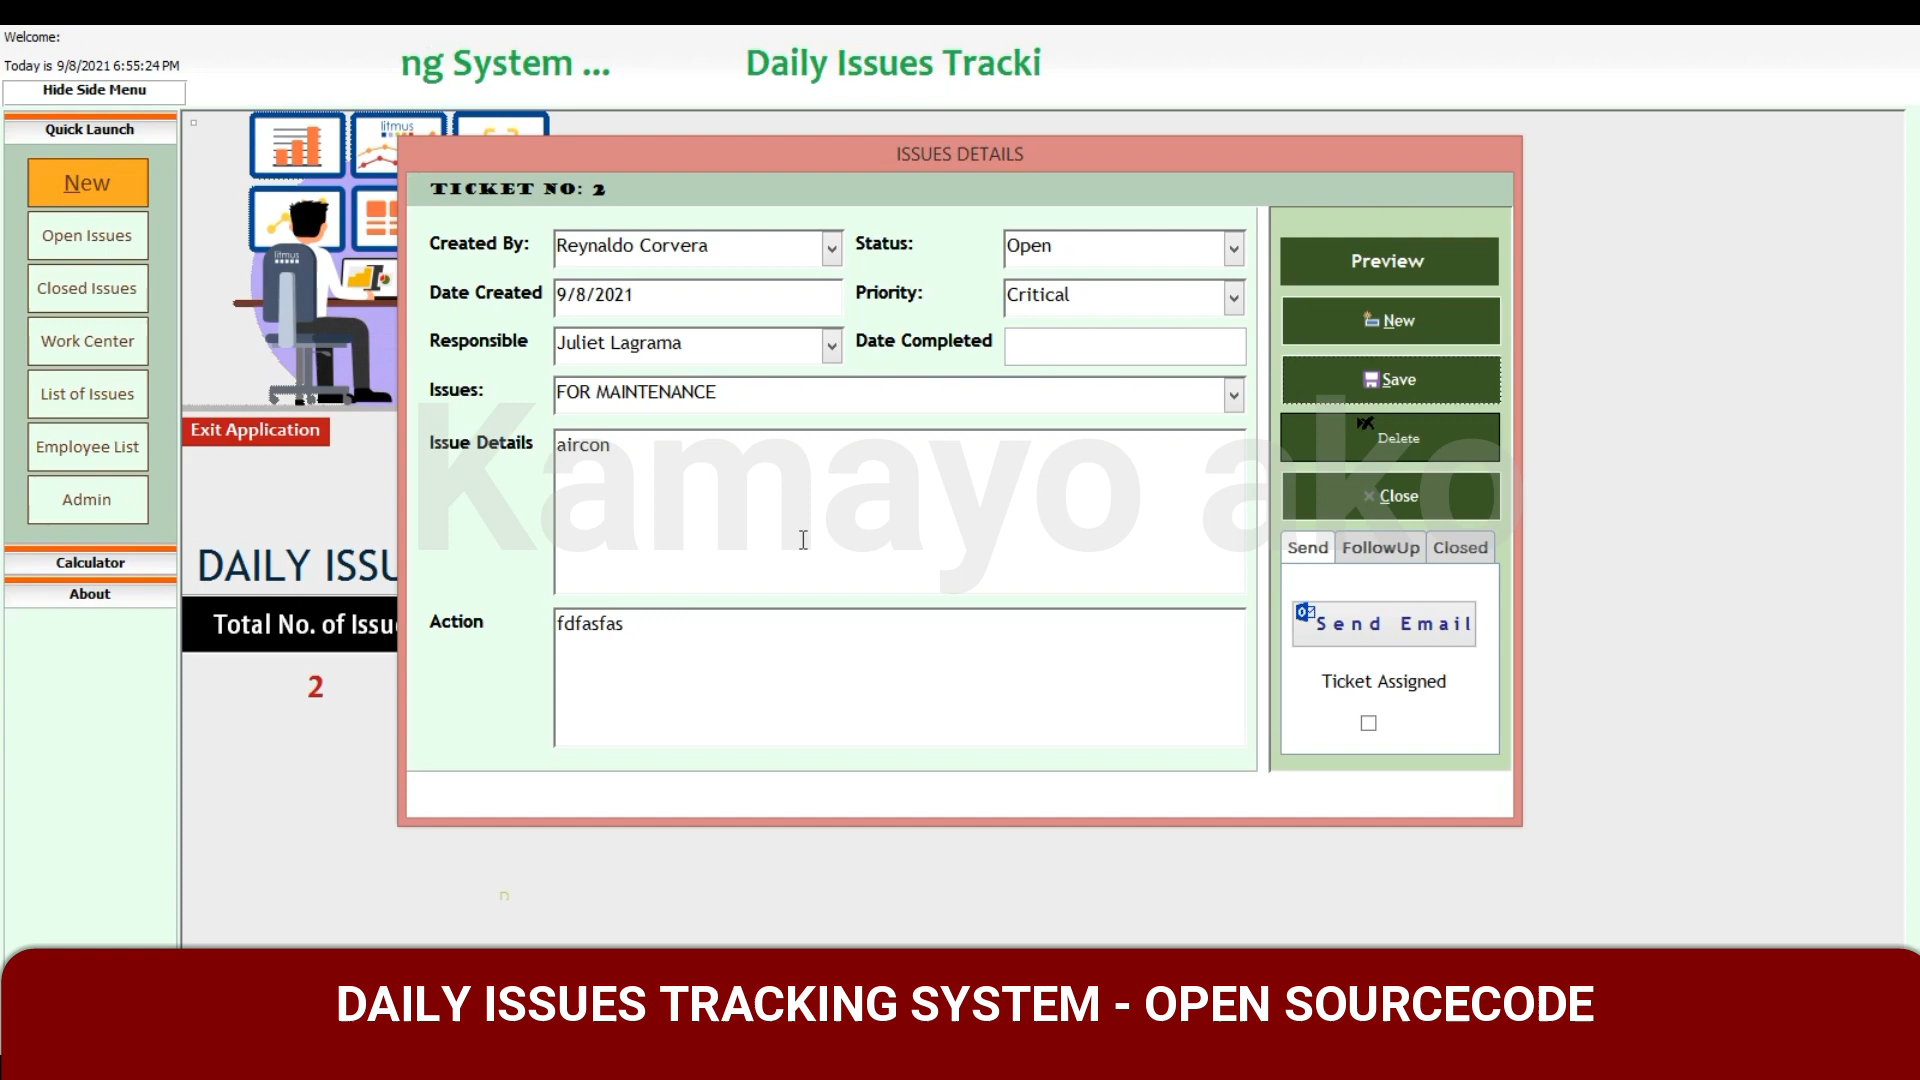 Welcome:
Today is 9/8/2021 6:55:24 PM
ng System ...
Daily Issues Tracki
Hide Side Menu
Quick Launch
New
Open Issues
Closed Issues
Work Center
List of Issues
Employee List
Admin
Calculator
About
litmus
litmus
Exit Application
DAILY ISSU
Total No. of Issu
2
ISSUES DETAILS
TICKET NO: 2
Created By: Reynaldo Corvera Status: Open
Date Created 9/8/2021 Priority: Critical
Responsible Juliet Lagrama Date Completed
Issues: FOR MAINTENANCE
Issue Details aircon
Action fdfasfas
Preview
New
Save
Delete
Close
Send FollowUp Closed
Send Email
Ticket Assigned
Kamayo ako
DAILY ISSUES TRACKING SYSTEM - OPEN SOURCECODE